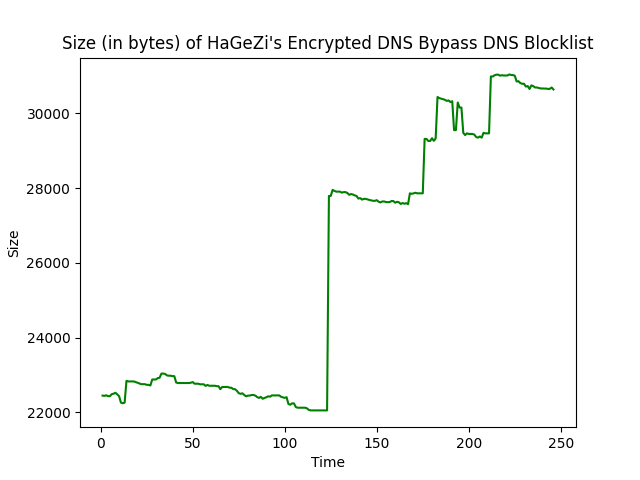 Size (in bytes) of HaGeZi's Encrypted DNS Bypass DNS Blocklist
30000
28000
26000
24000
22000
Size
0 50 100 150 200 250
Time